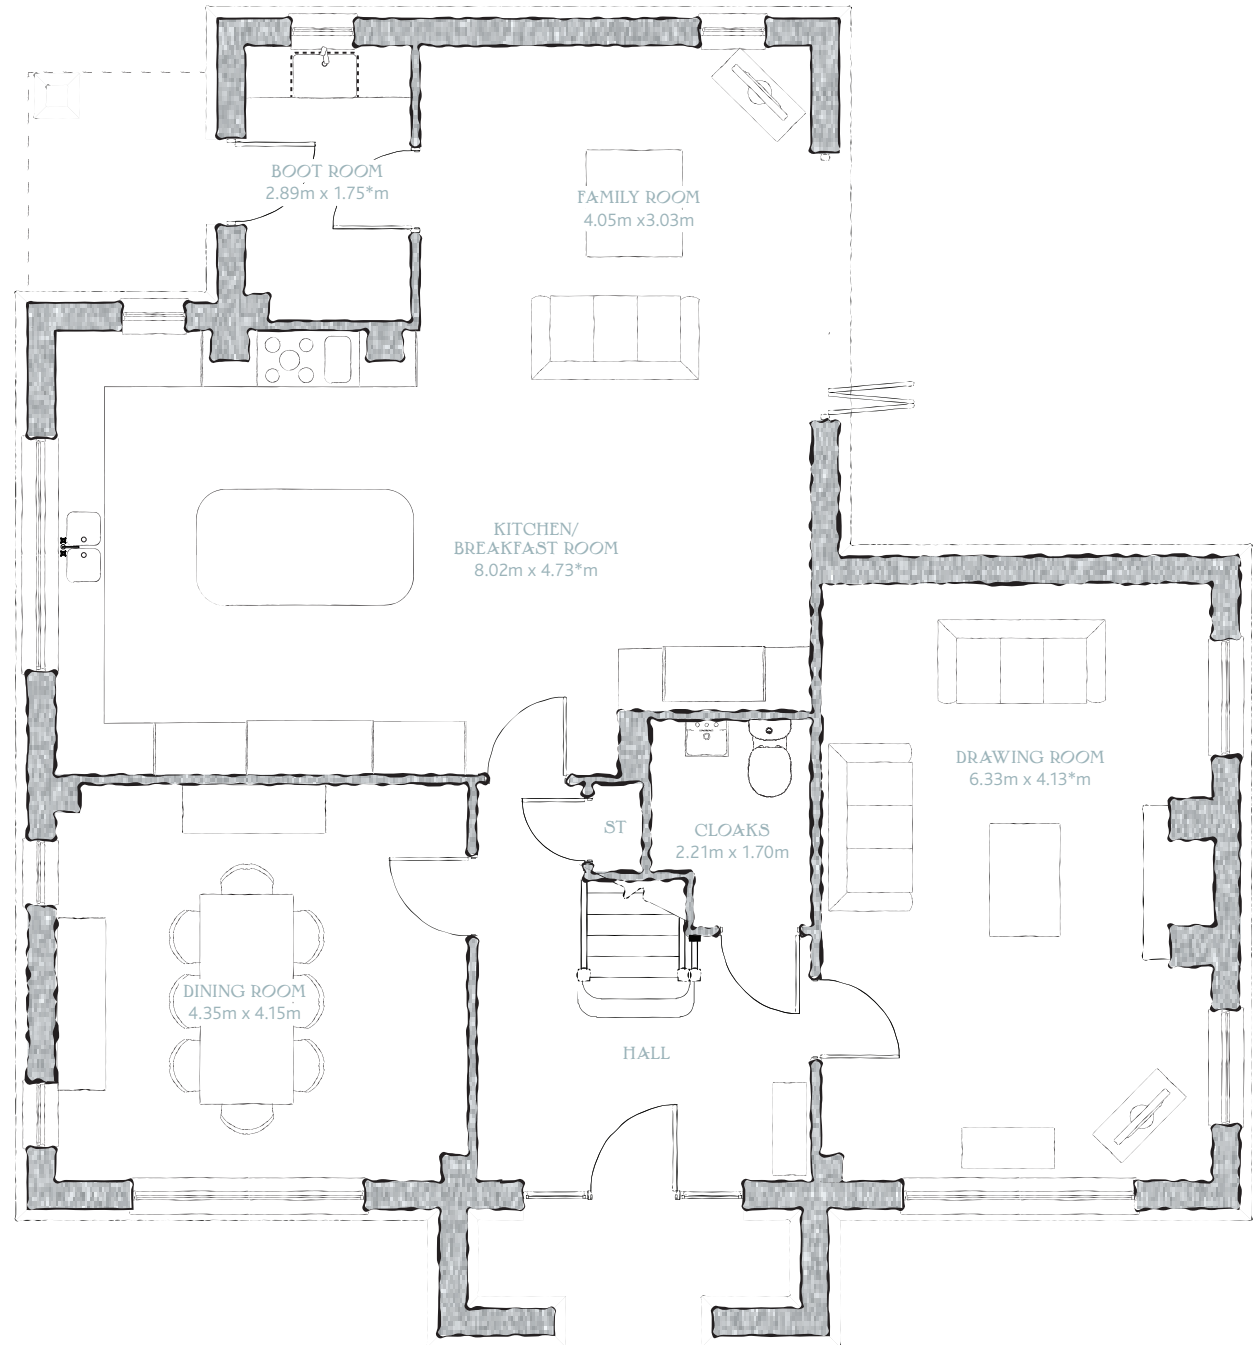 BOOT ROOM
2.89m x 1.75*m
FAMILY ROOM
4.05m x3.03m
KITCHEN/
BREAKFAST ROOM
8.02m x 4.73*m
DRAWING ROOM
6.33m x 4.13*m
ST
CLOAKS
2.21m x 1.70m
DINING ROOM
4.35m x 4.15m
HALL